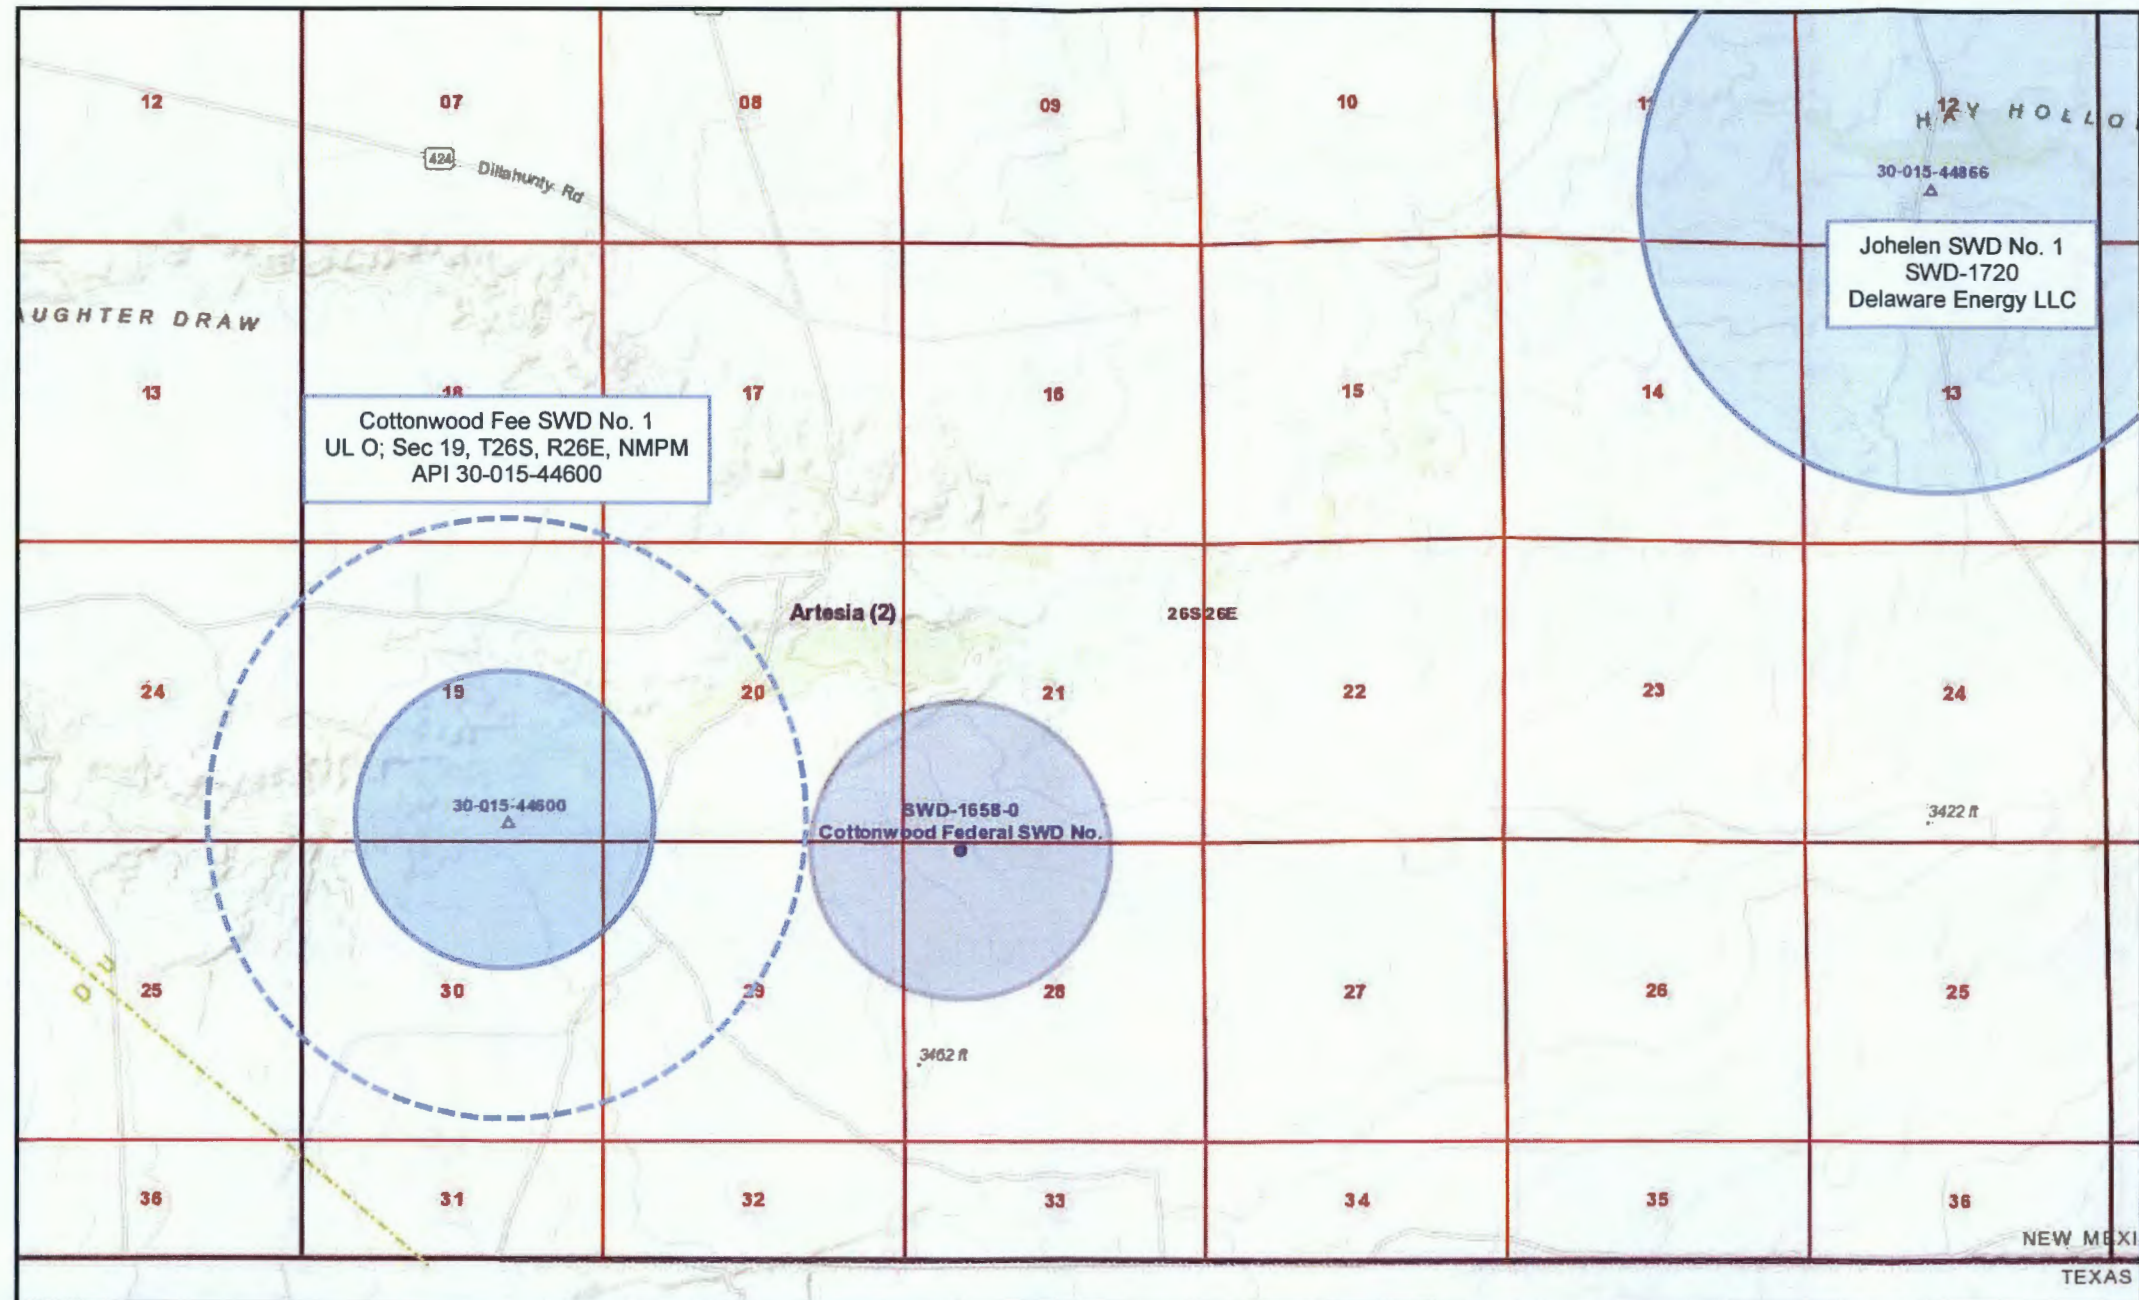 12
07
08
09
10
11
12
HAY HOLLO
424
Dillahunty Rd
30-015-44866
Johelen SWD No. 1
SWD-1720
Delaware Energy LLC
AUGHTER DRAW
13
18
17
16
15
14
13
Cottonwood Fee SWD No. 1
UL O; Sec 19, T26S, R26E, NMPM
API 30-015-44600
Artesia (2)
26S26E
24
19
20
21
22
23
24
30-015-44600
SWD-1658-0
Cottonwood Federal SWD No.
3422 ft
U
D
25
30
29
28
27
26
25
3462 ft
36
31
32
33
34
35
36
NEW MEXI
TEXAS